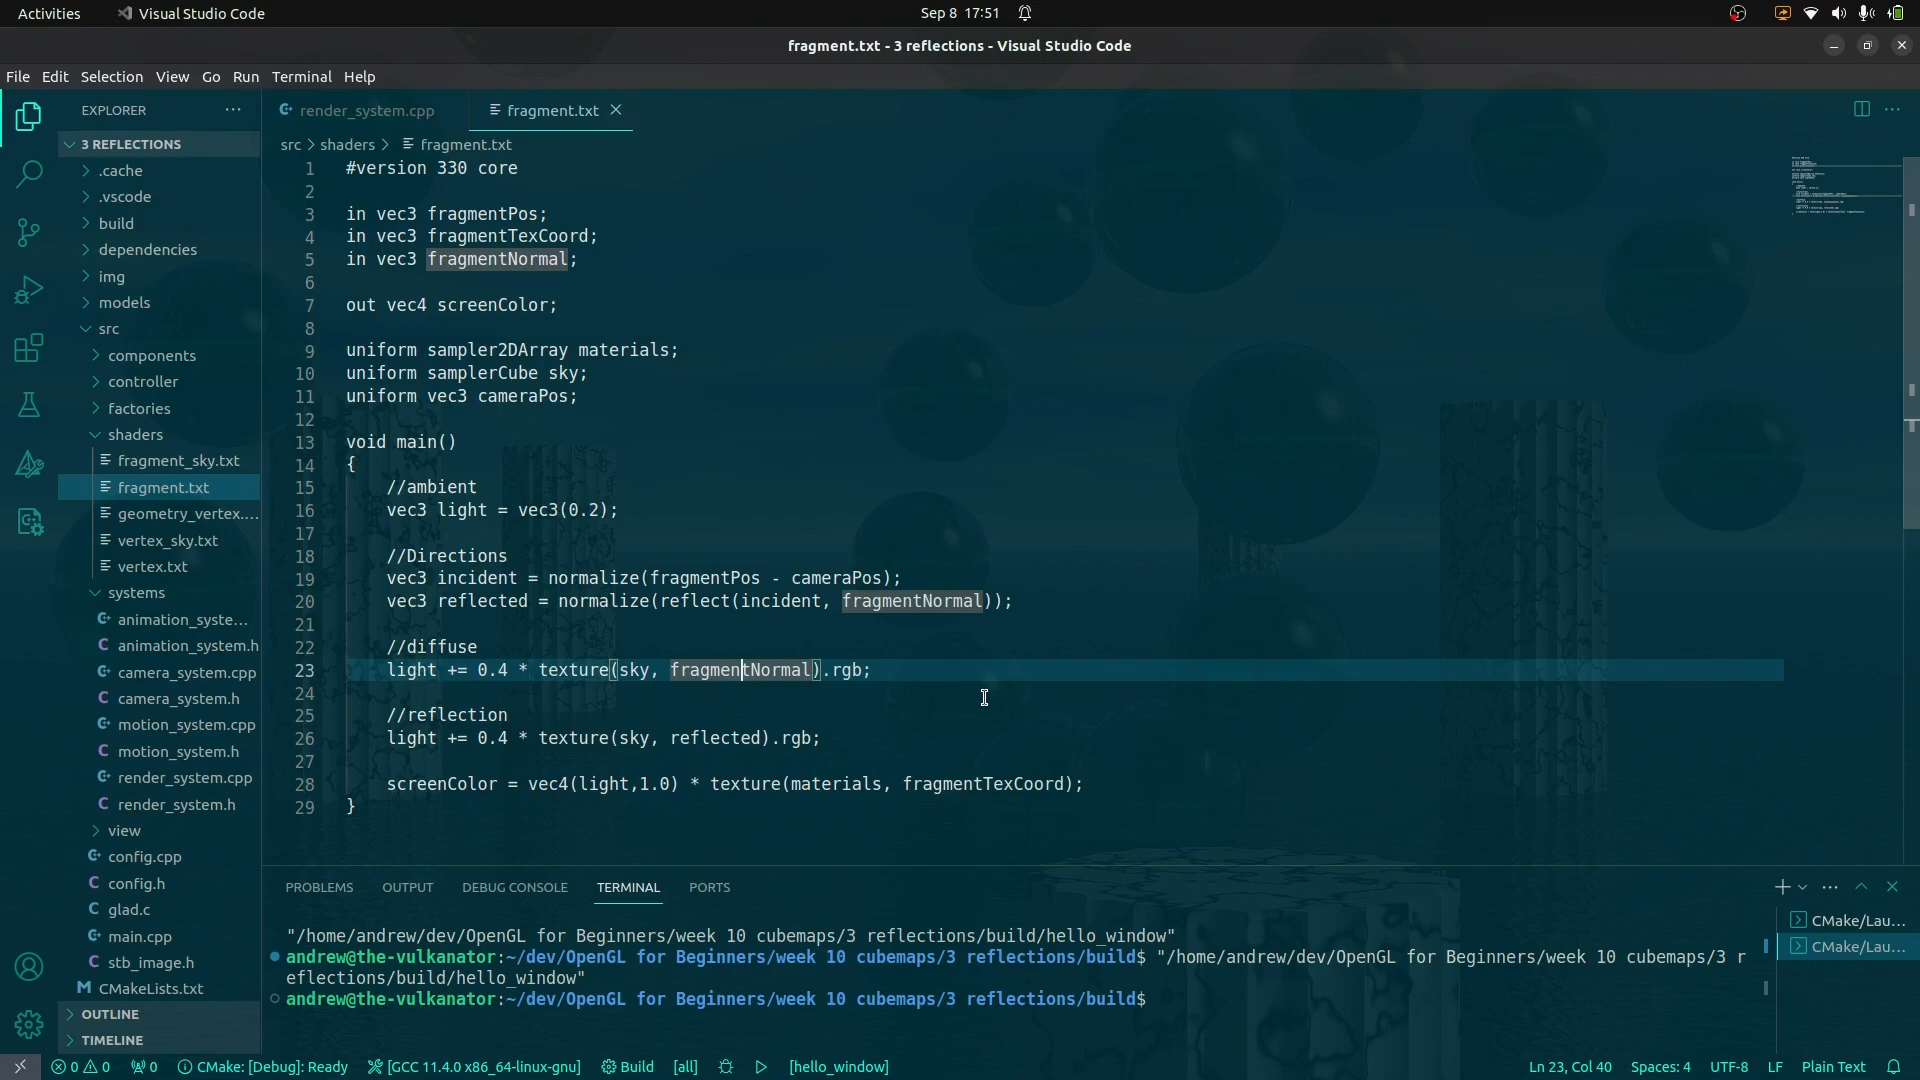 Activities
Visual Studio Code
Sep 8 17:51
fragment.txt - 3 reflections - Visual Studio Code
File Edit Selection View Go Run Terminal Help
EXPLORER
3 REFLECTIONS
.cache
.vscode
build
dependencies
img
models
src
components
controller
factories
shaders
fragment_sky.txt
fragment.txt
geometry_vertex....
vertex_sky.txt
vertex.txt
systems
animation_syste...
animation_system.h
camera_system.cpp
camera_system.h
motion_system.cpp
motion_system.h
render_system.cpp
render_system.h
view
config.cpp
config.h
glad.c
main.cpp
stb_image.h
CMakeLists.txt
OUTLINE
TIMELINE
render_system.cpp
fragment.txt
src > shaders > fragment.txt
1 #version 330 core
2
3 in vec3 fragmentPos;
4 in vec3 fragmentTexCoord;
5 in vec3 fragmentNormal;
6
7 out vec4 screenColor;
8
9 uniform sampler2DArray materials;
10 uniform samplerCube sky;
11 uniform vec3 cameraPos;
12
13 void main()
14 {
15 //ambient
16 vec3 light = vec3(0.2);
17
18 //Directions
19 vec3 incident = normalize(fragmentPos - cameraPos);
20 vec3 reflected = normalize(reflect(incident, fragmentNormal));
21
22 //diffuse
23 light += 0.4 * texture(sky, fragmentNormal).rgb;
24
25 //reflection
26 light += 0.4 * texture(sky, reflected).rgb;
27
28 screenColor = vec4(light,1.0) * texture(materials, fragmentTexCoord);
29 }
PROBLEMS OUTPUT DEBUG CONSOLE TERMINAL PORTS
"/home/andrew/dev/OpenGL for Beginners/week 10 cubemaps/3 reflections/build/hello_window"
andrew@the-vulkanator:~/dev/OpenGL for Beginners/week 10 cubemaps/3 reflections/build$ "/home/andrew/dev/OpenGL for Beginners/week 10 cubemaps/3 r
eflections/build/hello_window"
andrew@the-vulkanator:~/dev/OpenGL for Beginners/week 10 cubemaps/3 reflections/build$
CMake/Lau...
CMake/Lau...
0 0 0 CMake: [Debug]: Ready [GCC 11.4.0 x86_64-linux-gnu] Build [all] [hello_window]
Ln 23, Col 40 Spaces: 4 UTF-8 LF Plain Text